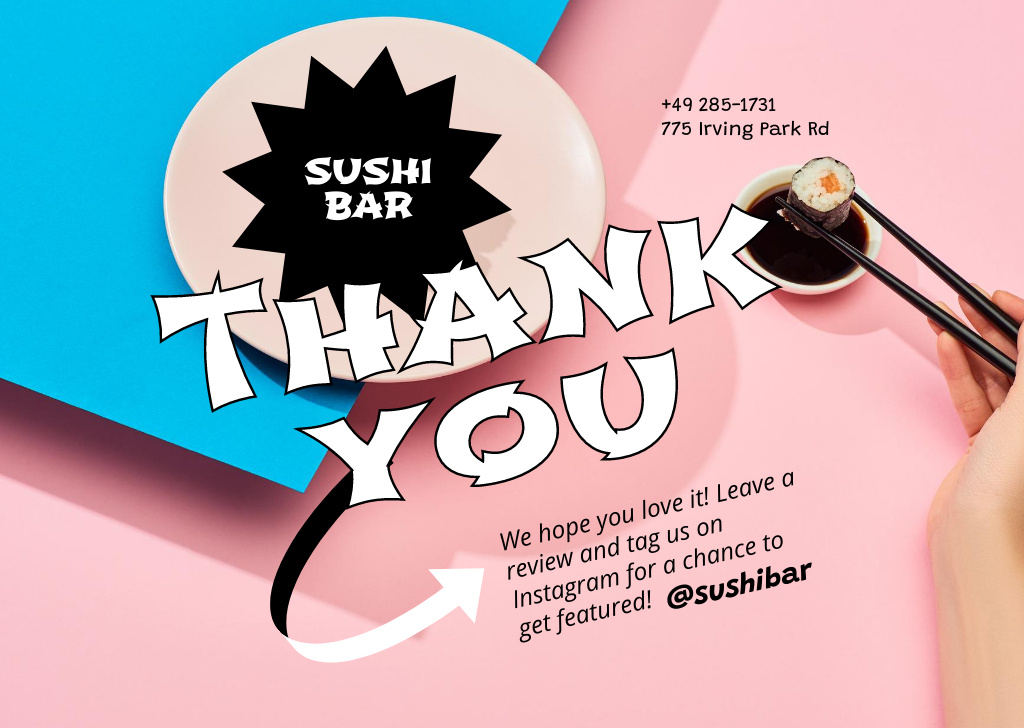 +49 285-1731
775 Irving Park Rd
SUSHI
BAR
THANK
YOU
We hope you love it! Leave a
review and tag us on
Instagram for a chance to
get featured! @sushibar